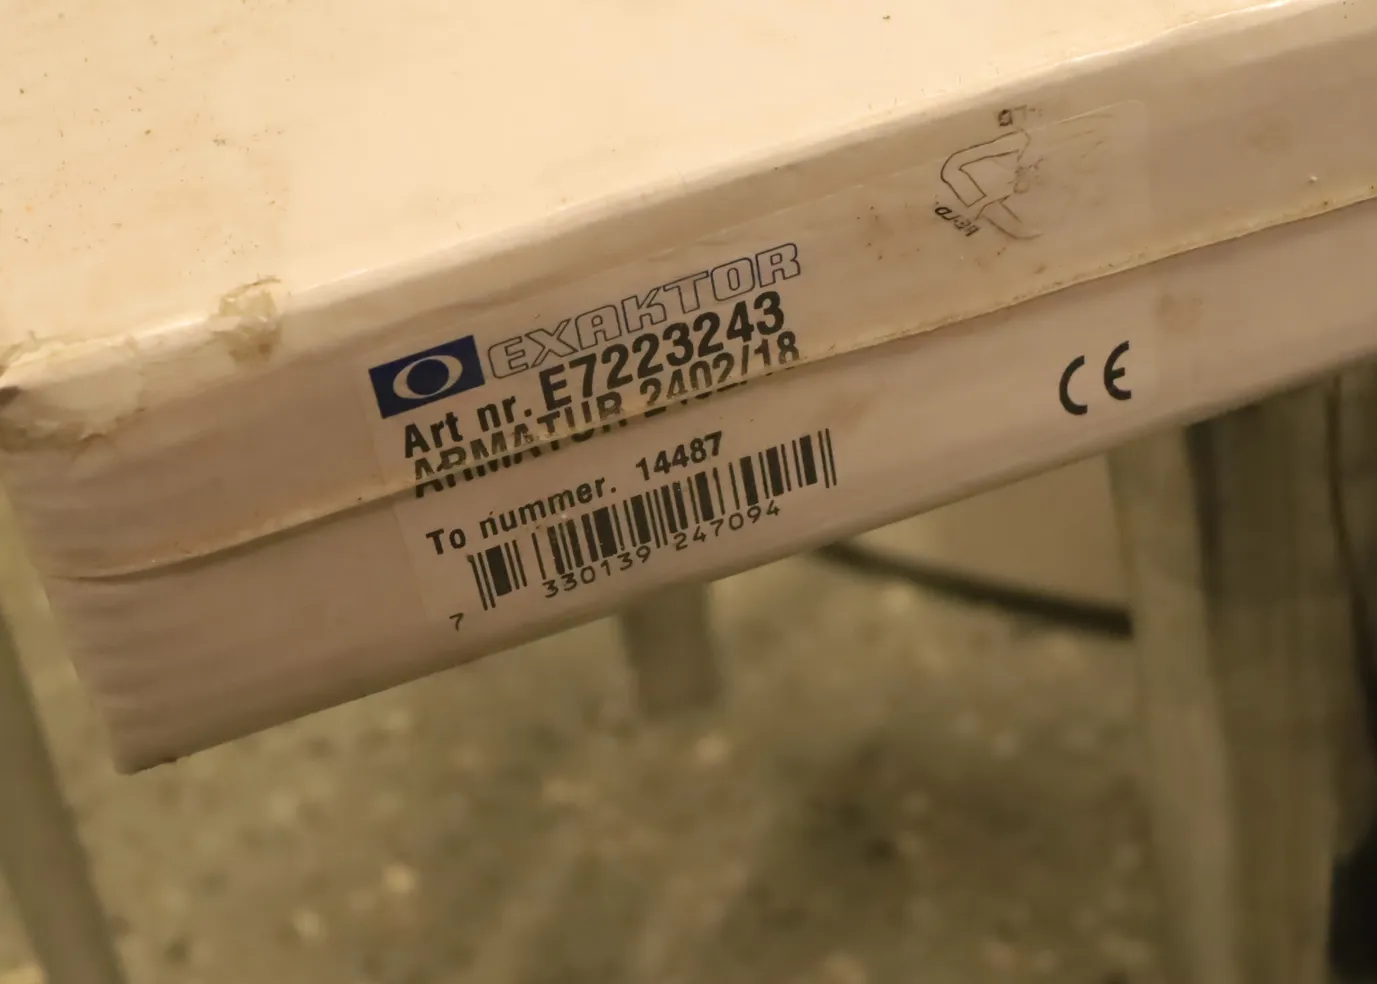 EXAKTOR
Art nr. E7223243
ARMATUR 2402/18
To nummer. 14487
7 330139 247094
CE